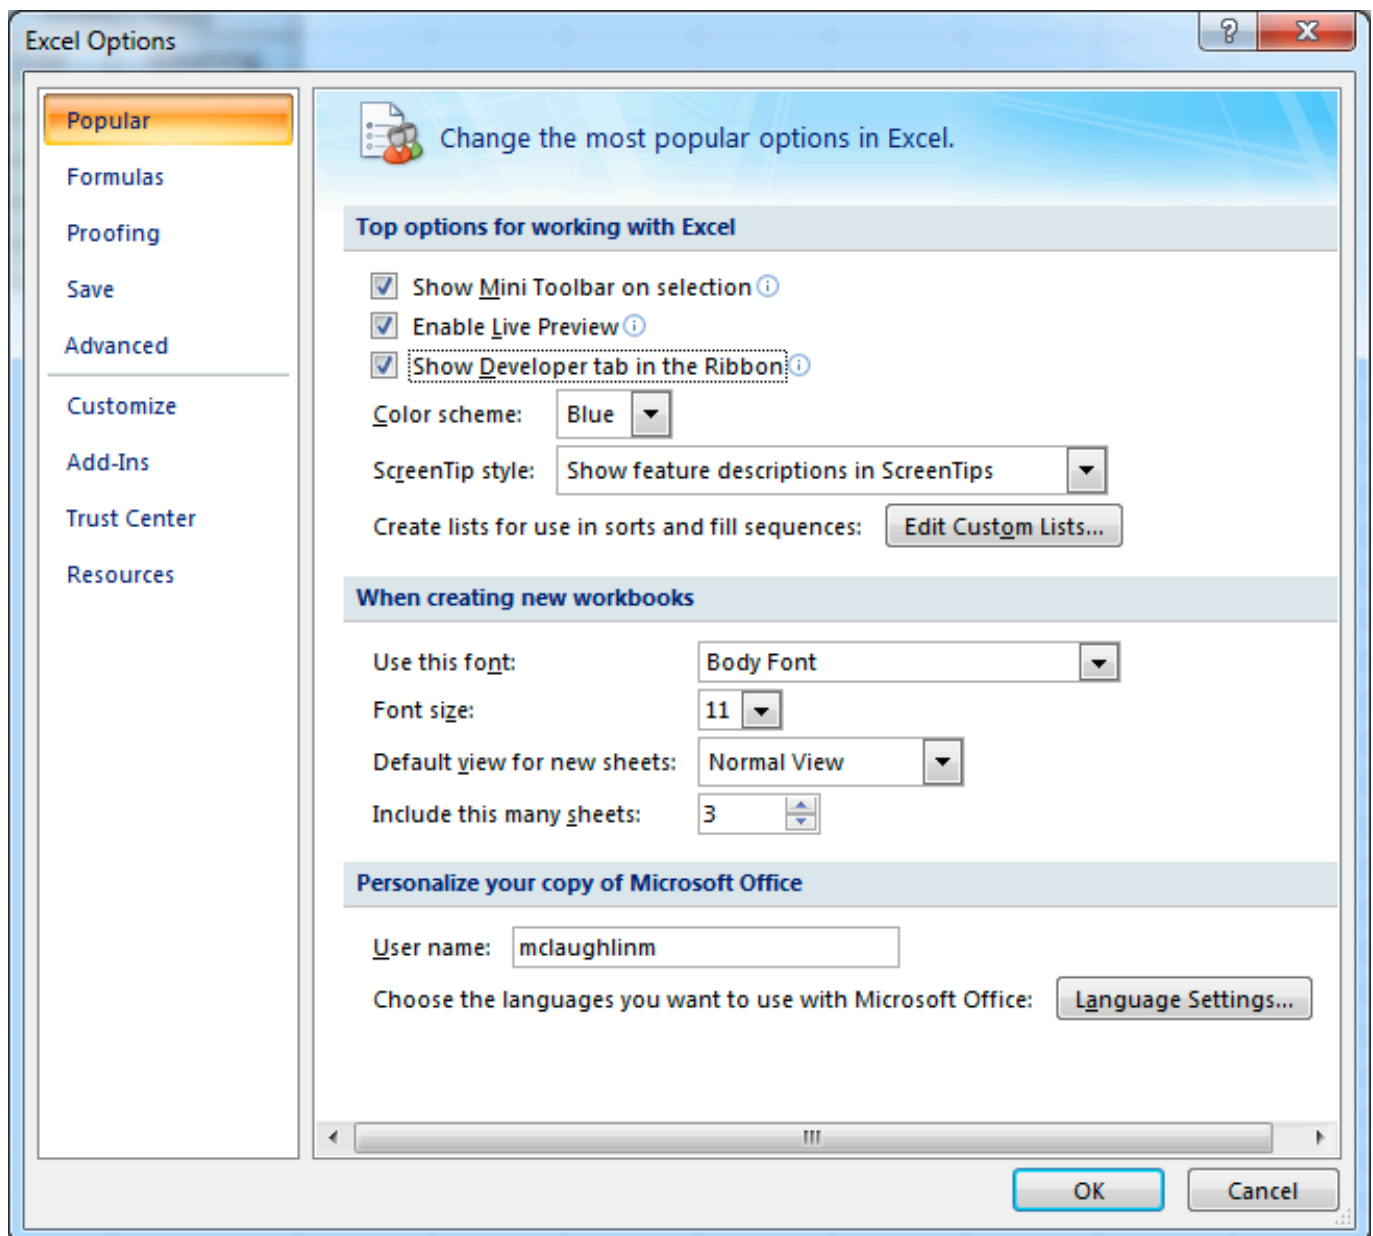 Excel Options
Popular
Formulas
Proofing
Save
Advanced
Customize
Add-Ins
Trust Center
Resources
Change the most popular options in Excel.
Top options for working with Excel
Show Mini Toolbar on selection
Enable Live Preview
Show Developer tab in the Ribbon
Color scheme: Blue
ScreenTip style: Show feature descriptions in ScreenTips
Create lists for use in sorts and fill sequences: Edit Custom Lists...
When creating new workbooks
Use this font: Body Font
Font size: 11
Default view for new sheets: Normal View
Include this many sheets: 3
Personalize your copy of Microsoft Office
User name: mclaughlinm
Choose the languages you want to use with Microsoft Office: Language Settings...
OK Cancel